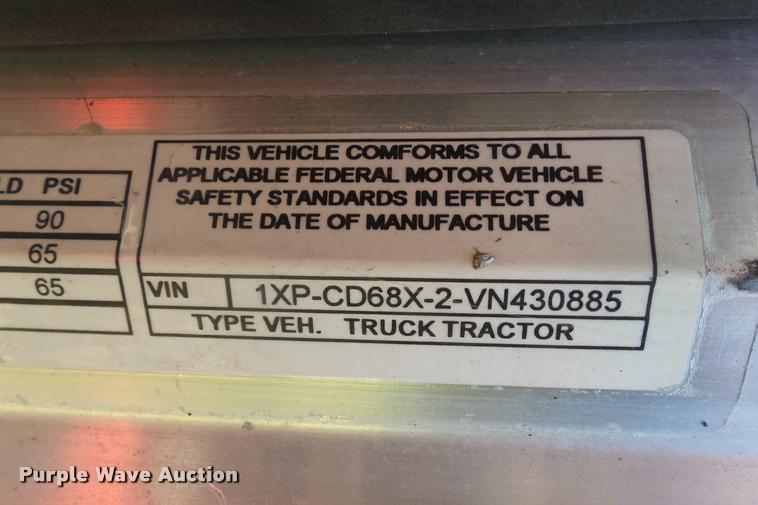 LD PSI
90
65
65
THIS VEHICLE COMFORMS TO ALL
APPLICABLE FEDERAL MOTOR VEHICLE
SAFETY STANDARDS IN EFFECT ON
THE DATE OF MANUFACTURE
VIN 1XP-CD68X-2-VN430885
TYPE VEH. TRUCK TRACTOR
Purple Wave Auction